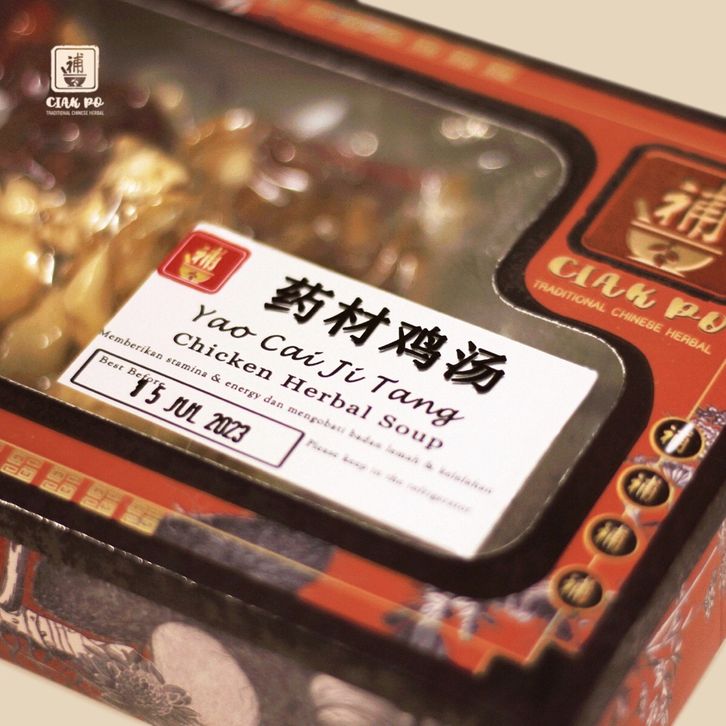 補
CIAK PO
TRADITIONAL CHINESE HERBAL
補
CIAK PO
TRADITIONAL CHINESE HERBAL
補
药材鸡汤
Yao Cai Ji Tang
Chicken Herbal Soup
Memberikan stamina & energy dan mengobati badan lemah & kelelahan
Best Before
15 JUL 2023
Please keep in the refrigerator
補
補
補
補